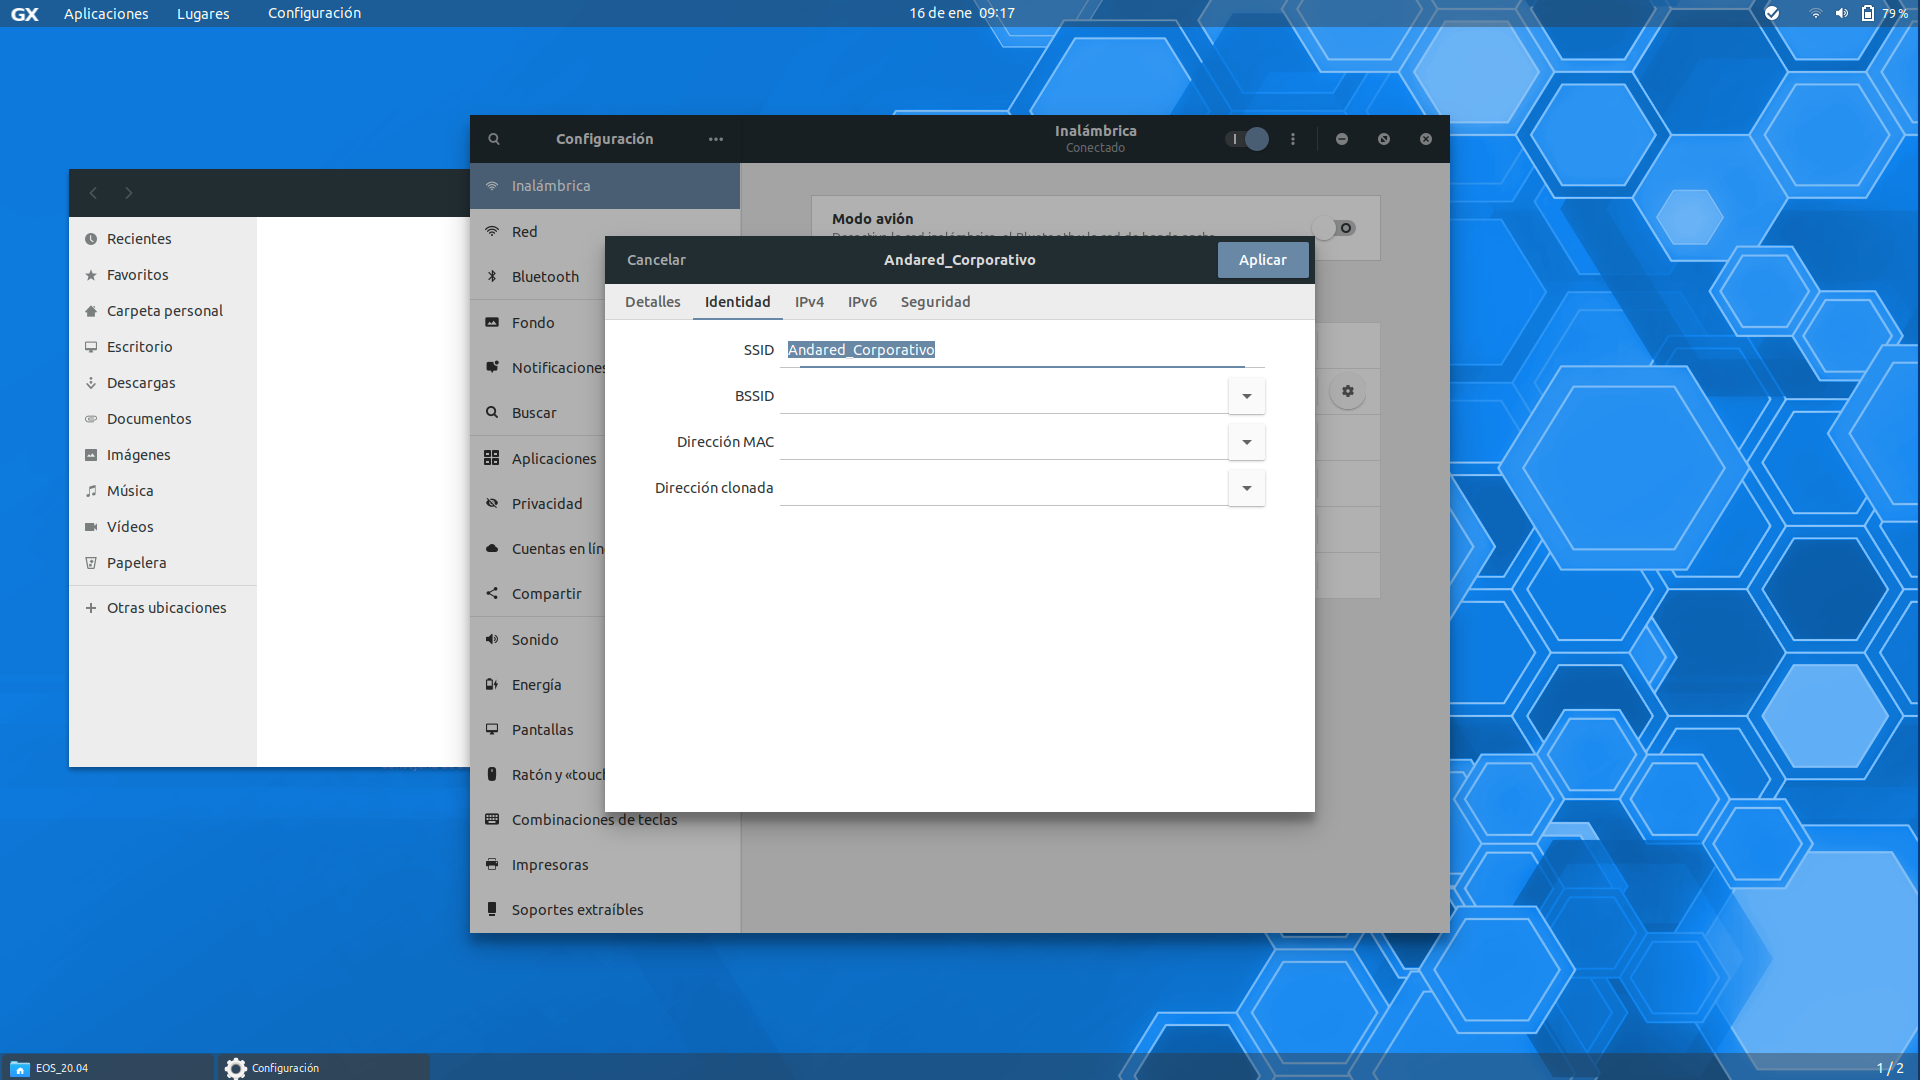 GX Aplicaciones Lugares Configuración 16 de ene 09:17 79 %
Configuración
Inalámbrica
Conectado
Inalámbrica
Red
Bluetooth
Fondo
Notificaciones
Buscar
Aplicaciones
Privacidad
Cuentas en lín
Compartir
Sonido
Energía
Pantallas
Ratón y «touch
Combinaciones de teclas
Impresoras
Soportes extraíbles
Modo avión
Recientes
Favoritos
Carpeta personal
Escritorio
Descargas
Documentos
Imágenes
Música
Vídeos
Papelera
Otras ubicaciones
Cancelar Andared_Corporativo Aplicar
Detalles Identidad IPv4 IPv6 Seguridad
SSID Andared_Corporativo
BSSID
Dirección MAC
Dirección clonada
EOS_20.04 Configuración 1 / 2